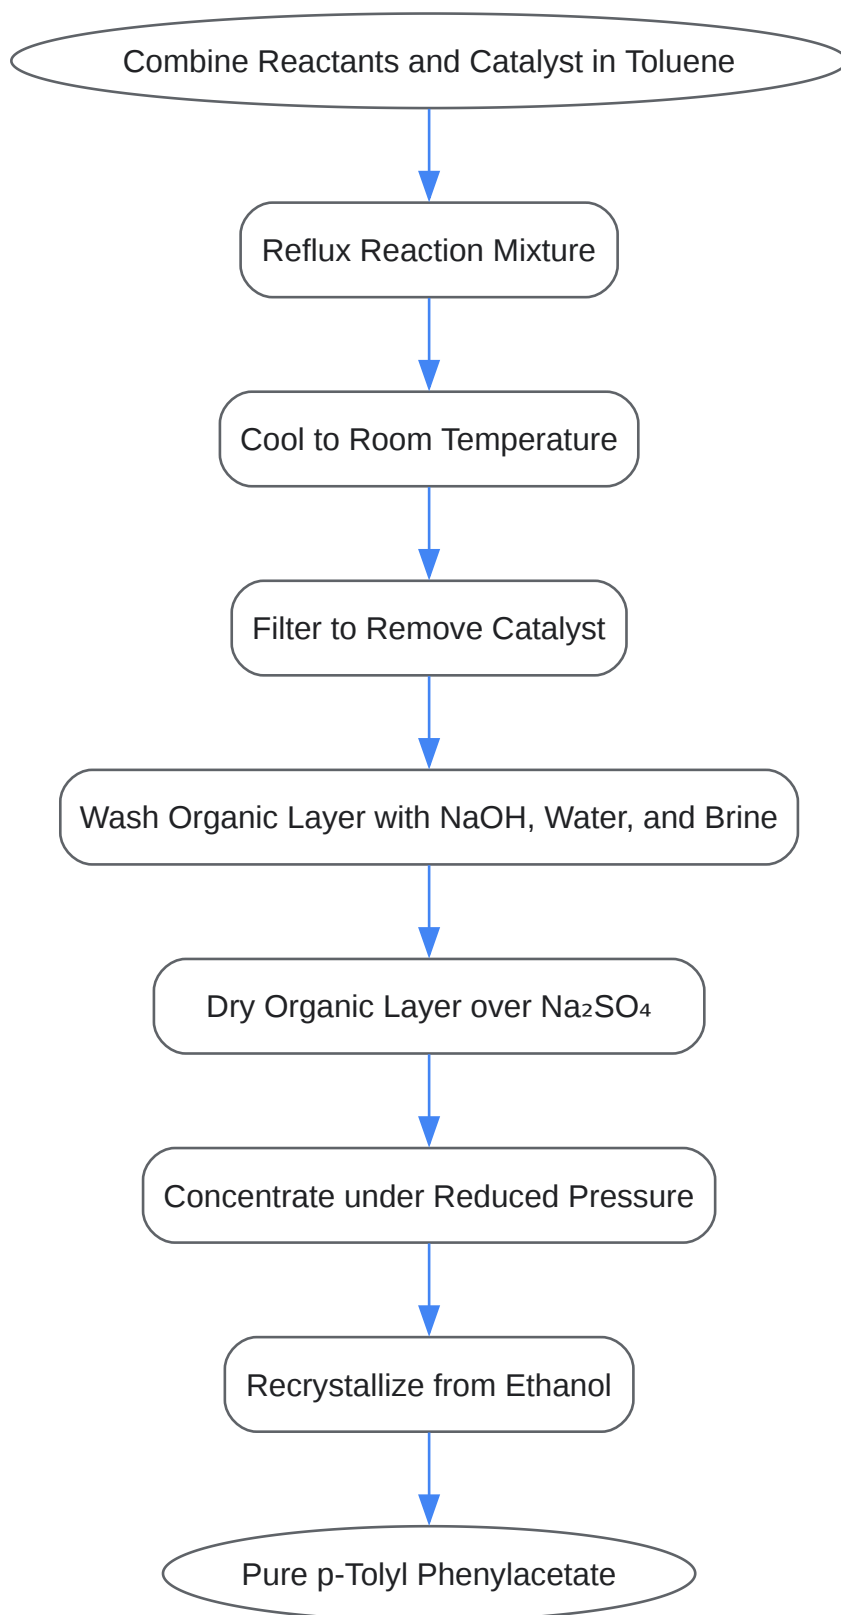 Combine Reactants and Catalyst in Toluene
Reflux Reaction Mixture
Cool to Room Temperature
Filter to Remove Catalyst
Wash Organic Layer with NaOH, Water, and Brine
Dry Organic Layer over Na₂SO₄
Concentrate under Reduced Pressure
Recrystallize from Ethanol
Pure p-Tolyl Phenylacetate